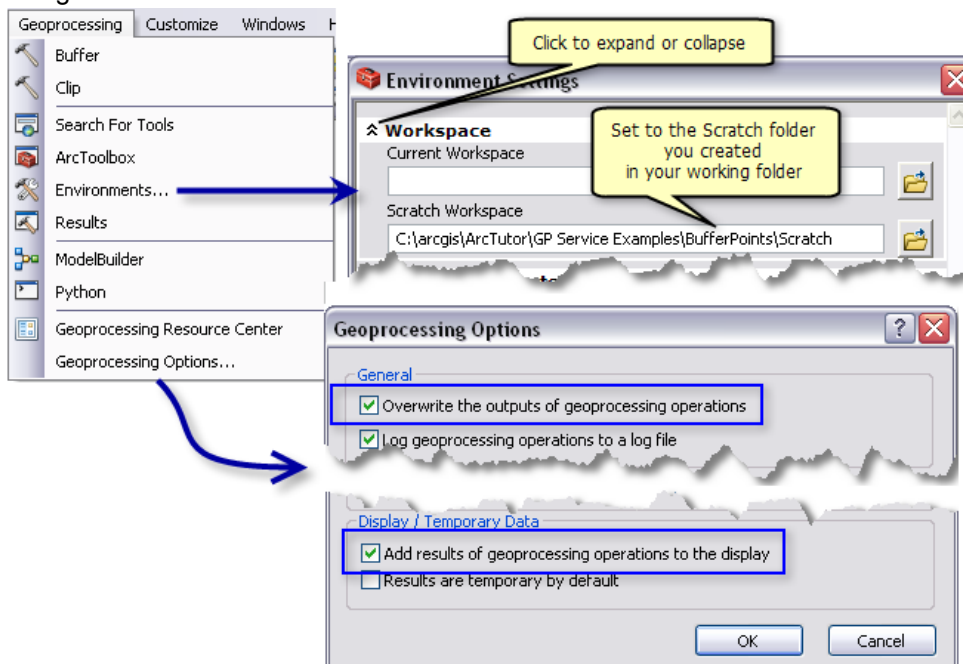 Geoprocessing Customize Windows
Buffer
Clip
Search For Tools
ArcToolbox
Environments...
Results
ModelBuilder
Python
Geoprocessing Resource Center
Geoprocessing Options...
Click to expand or collapse
Environment Settings
Workspace
Current Workspace
Set to the Scratch folder
you created
in your working folder
Scratch Workspace
C:\arcgis\ArcTutor\GP Service Examples\BufferPoints\Scratch
Geoprocessing Options
General
Overwrite the outputs of geoprocessing operations
Log geoprocessing operations to a log file
Display / Temporary Data
Add results of geoprocessing operations to the display
Results are temporary by default
OK Cancel